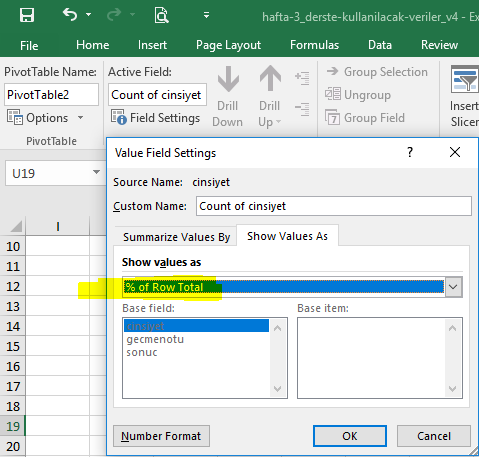 hafta-3_derste-kullanilacak-veriler_v4 - Ex
File Home Insert Page Layout Formulas Data
PivotTable Name: Active Field:
PivotTable2 Count of cinsiyet
Options Field Settings
Drill Down Drill Up
Group Selection
Ungroup
Group Field
Insert Slicer
PivotTable
U19
I
Value Field Settings ?
Source Name: cinsiyet
Custom Name: Count of cinsiyet
Summarize Values By Show Values As
Show values as
% of Row Total
Base field: Base item:
cinsiyet
gecmenotu
sonuc
Number Format OK Cancel
10
11
12
13
14
15
16
17
18
19
20